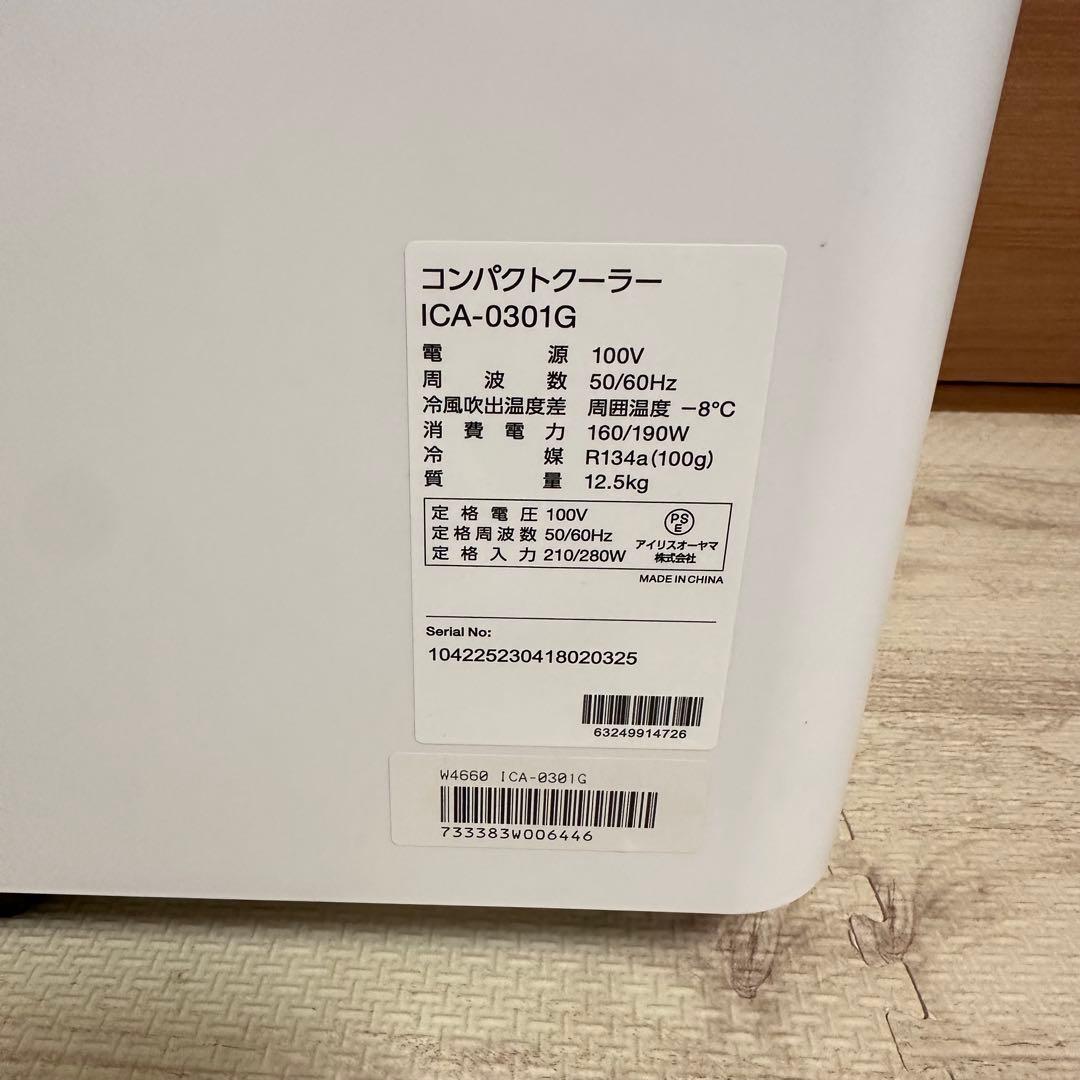 コンパクトクーラー
ICA-0301G
電源 100V
周波数 50/60Hz
冷風吹出温度差 周囲温度 −8℃
消費電力 160/190W
冷媒 R134a(100g)
質量 12.5kg
定格電圧 100V
定格周波数 50/60Hz
定格入力 210/280W
PSE
アイリスオーヤマ
株式会社
MADE IN CHINA
Serial No:
104225230418020325
63249914726
W4660 ICA-0301G
733383W006446